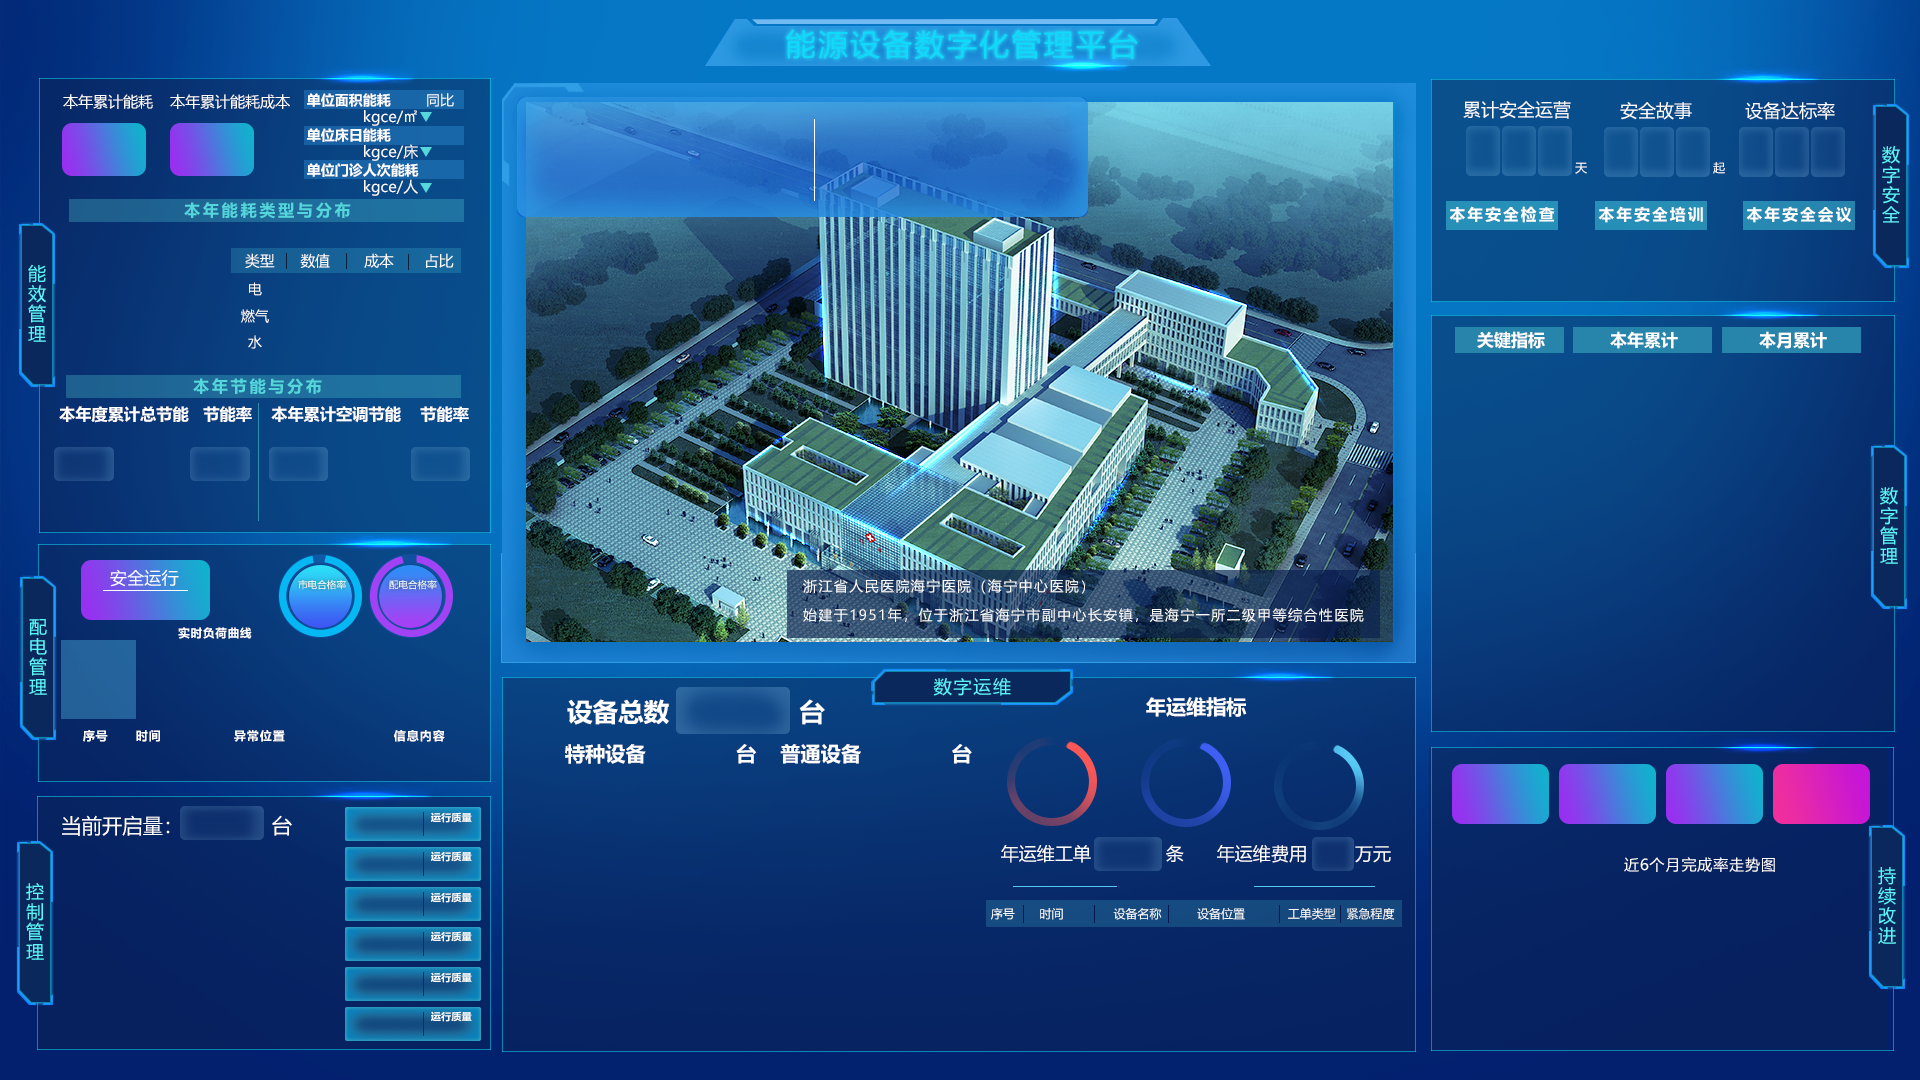 能源设备数字化管理平台
能效管理
本年累计能耗
本年累计能耗成本
单位面积能耗 同比
kgce/㎡▼
单位床日能耗
kgce/床▼
单位门诊人次能耗
kgce/人▼
本年能耗类型与分布
类型 数值 成本 占比
电
燃气
水
本年节能与分布
本年度累计总节能 节能率 本年累计空调节能 节能率
配电管理
安全运行
市电合格率
配电合格率
实时负荷曲线
序号 时间 异常位置 信息内容
控制管理
当前开启量: 台
运行质量
运行质量
运行质量
运行质量
运行质量
运行质量
浙江省人民医院海宁医院（海宁中心医院）
始建于1951年，位于浙江省海宁市副中心长安镇，是海宁一所二级甲等综合性医院
数字运维
设备总数 台
特种设备 台 普通设备 台
年运维指标
年运维工单 条 年运维费用 万元
序号 时间 设备名称 设备位置 工单类型 紧急程度
数字安全
累计安全运营 安全故事 设备达标率
天 起
本年安全检查 本年安全培训 本年安全会议
数字管理
关键指标 本年累计 本月累计
持续改进
近6个月完成率走势图